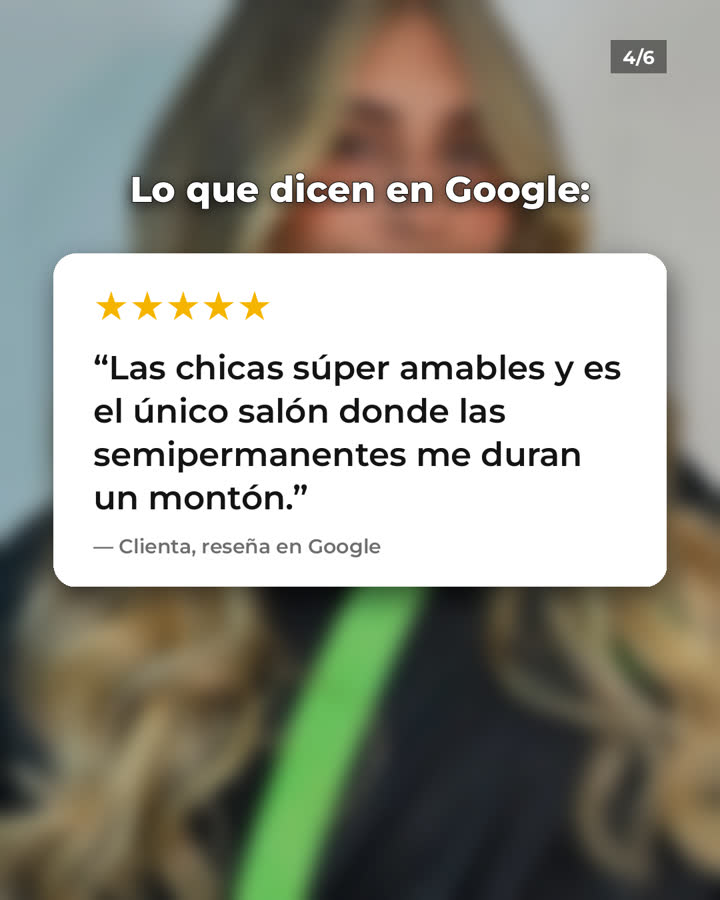 4/6
Lo que dicen en Google:
“Las chicas súper amables y es
el único salón donde las
semipermanentes me duran
un montón.”
— Clienta, reseña en Google